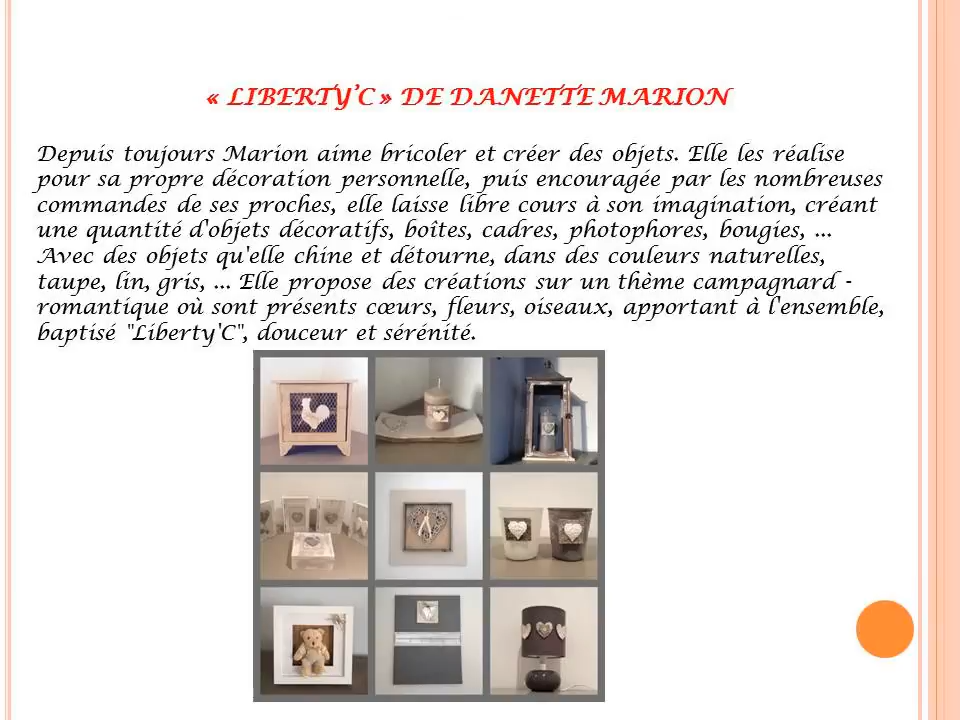 « LIBERTY’C » DE DANETTE MARION
Depuis toujours Marion aime bricoler et créer des objets. Elle les réalise
pour sa propre décoration personnelle, puis encouragée par les nombreuses
commandes de ses proches, elle laisse libre cours à son imagination, créant
une quantité d'objets décoratifs, boîtes, cadres, photophores, bougies, ...
Avec des objets qu'elle chine et détourne, dans des couleurs naturelles,
taupe, lin, gris, ... Elle propose des créations sur un thème campagnard -
romantique où sont présents cœurs, fleurs, oiseaux, apportant à l'ensemble,
baptisé "Liberty'C", douceur et sérénité.